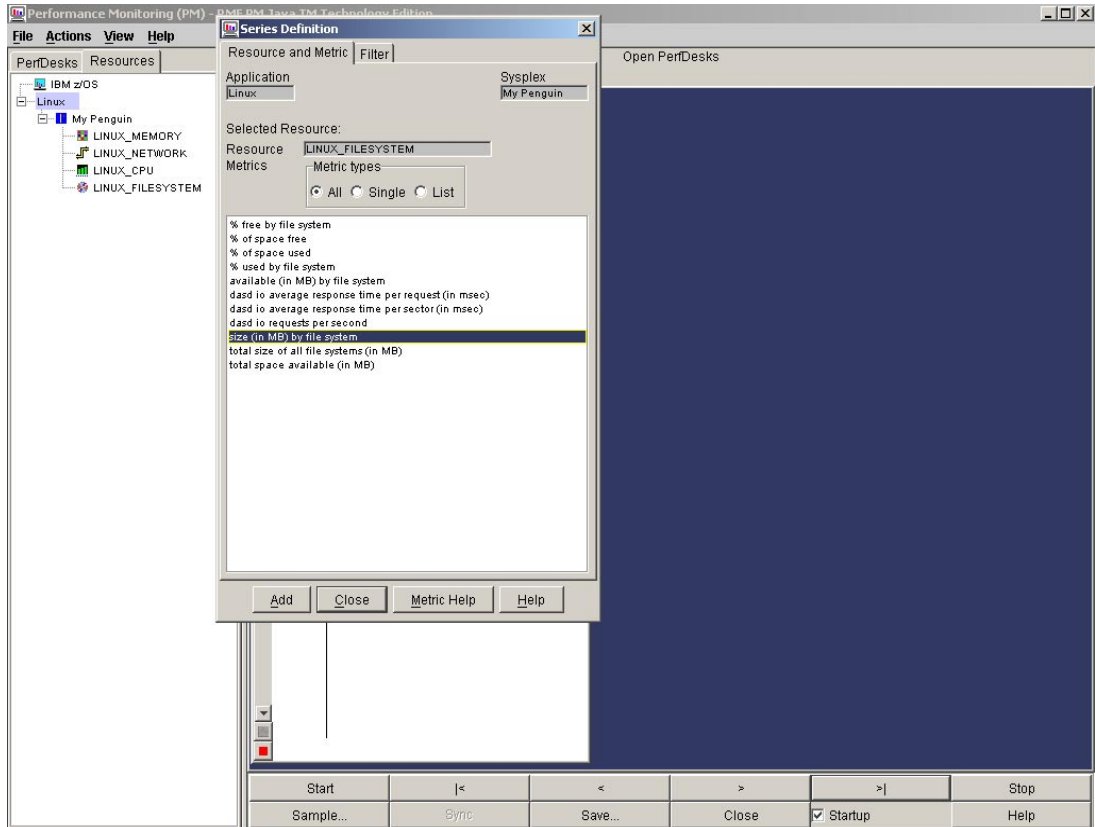 Performance Monitoring (PM) - RMF PM Java TM Technology Edition
File Actions View Help
PerfDesks Resources
IBM z/OS
Linux
My Penguin
LINUX_MEMORY
LINUX_NETWORK
LINUX_CPU
LINUX_FILESYSTEM
Open PerfDesks
Series Definition
Resource and Metric Filter
Application Sysplex
Linux My Penguin
Selected Resource:
Resource LINUX_FILESYSTEM
Metrics Metric types
All Single List
% free by file system
% of space free
% of space used
% used by file system
available (in MB) by file system
dasd io average response time per request (in msec)
dasd io average response time per sector (in msec)
dasd io requests per second
size (in MB) by file system
total size of all file systems (in MB)
total space available (in MB)
Add Close Metric Help Help
Start |< < > >| Stop
Sample... Sync Save... Close Startup Help